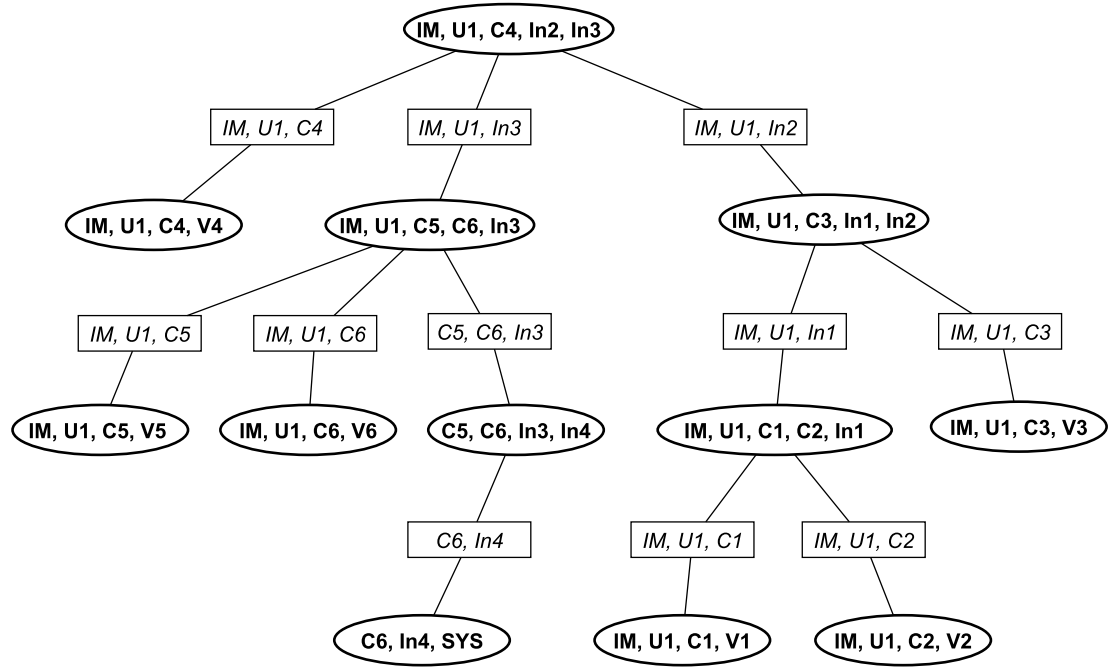 IM, U1, C4, In2, In3
IM, U1, C4
IM, U1, In3
IM, U1, In2
IM, U1, C4, V4
IM, U1, C5, C6, In3
IM, U1, C3, In1, In2
IM, U1, C5
IM, U1, C6
C5, C6, In3
IM, U1, In1
IM, U1, C3
IM, U1, C5, V5
IM, U1, C6, V6
C5, C6, In3, In4
IM, U1, C1, C2, In1
IM, U1, C3, V3
C6, In4
IM, U1, C1
IM, U1, C2
C6, In4, SYS
IM, U1, C1, V1
IM, U1, C2, V2